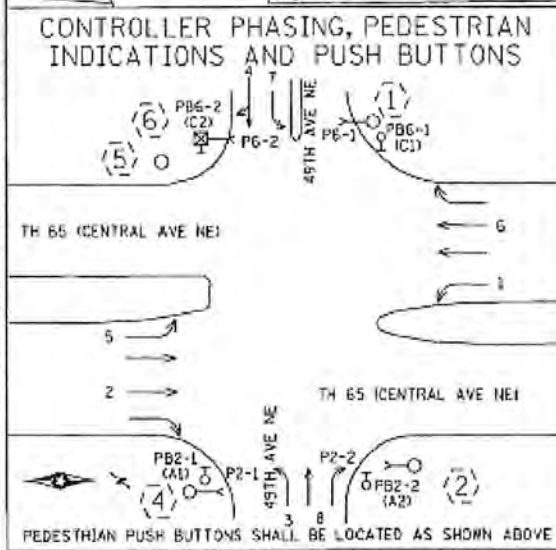 CONTROLLER PHASING, PEDESTRIAN
INDICATIONS AND PUSH BUTTONS
4 7
6
PB6-2
(C2)
P6-2
5
49TH AVE NE
1
P6-1
PB6-1
(C1)
TH 65 (CENTRAL AVE NE)
6
1
5
2
TH 65 (CENTRAL AVE NE)
49TH AVE NE
PB2-1
(A1)
P2-1
4
3 8
P2-2
PB2-2
(A2)
2
PEDESTRIAN PUSH BUTTONS SHALL BE LOCATED AS SHOWN ABOVE